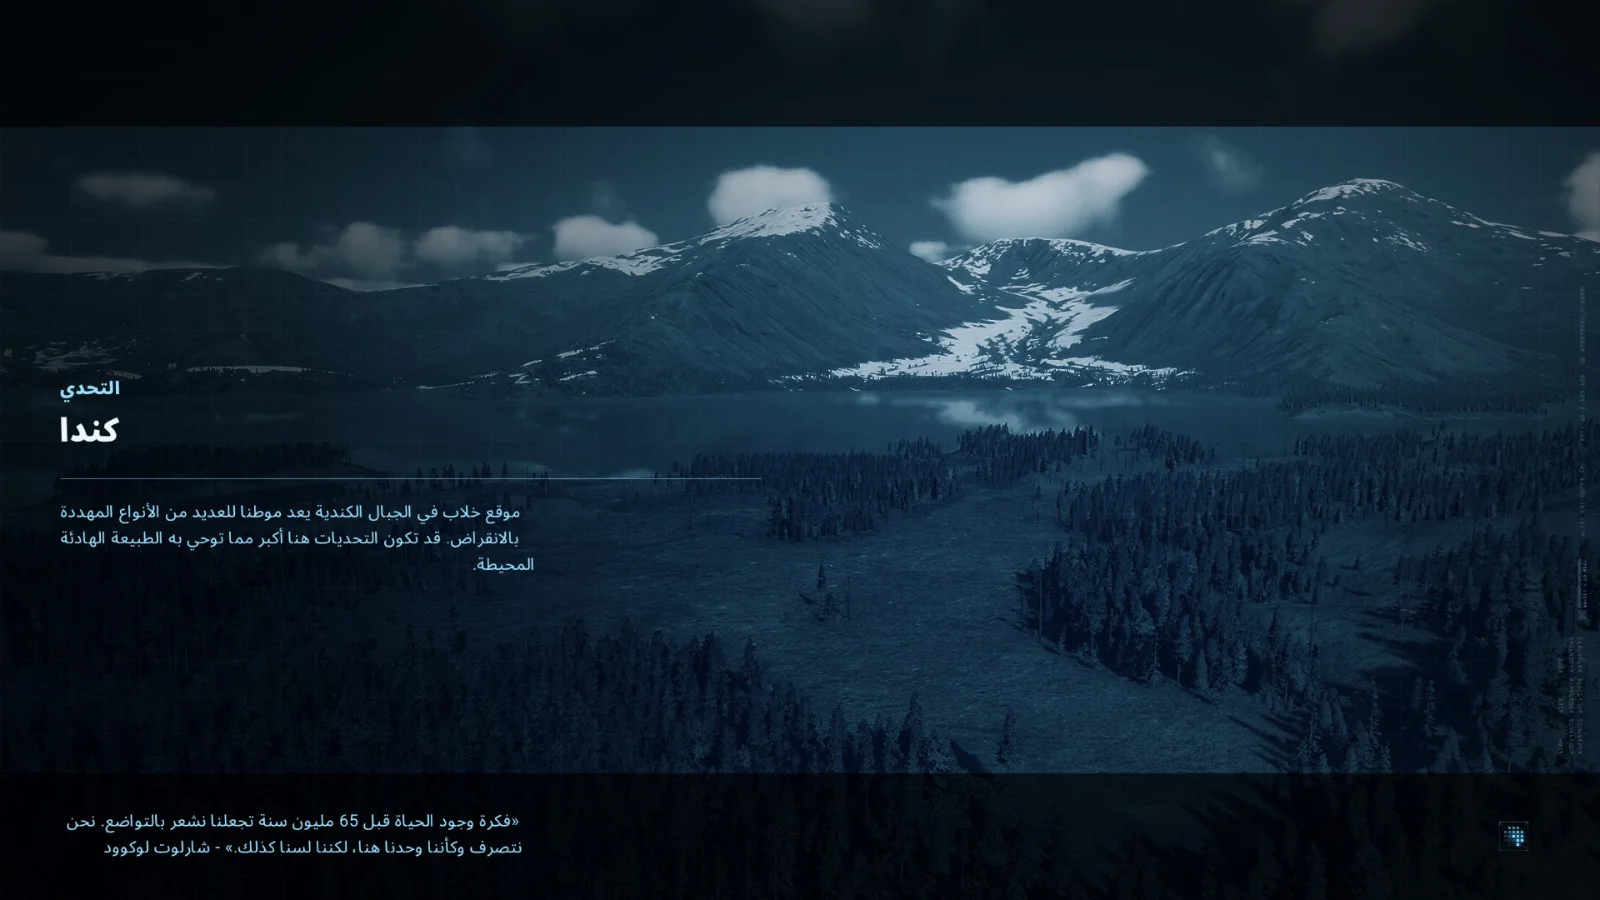 التحدي
كندا
موقع خلاب في الجبال الكندية يعد موطنا للعديد من الأنواع المهددة
بالانقراض. قد تكون التحديات هنا أكبر مما توحي به الطبيعة الهادئة
المحيطة.
«فكرة وجود الحياة قبل 65 مليون سنة تجعلنا نشعر بالتواضع. نحن
نتصرف وكأننا وحدنا هنا، لكننا لسنا كذلك.» - شارلوت لوكوود